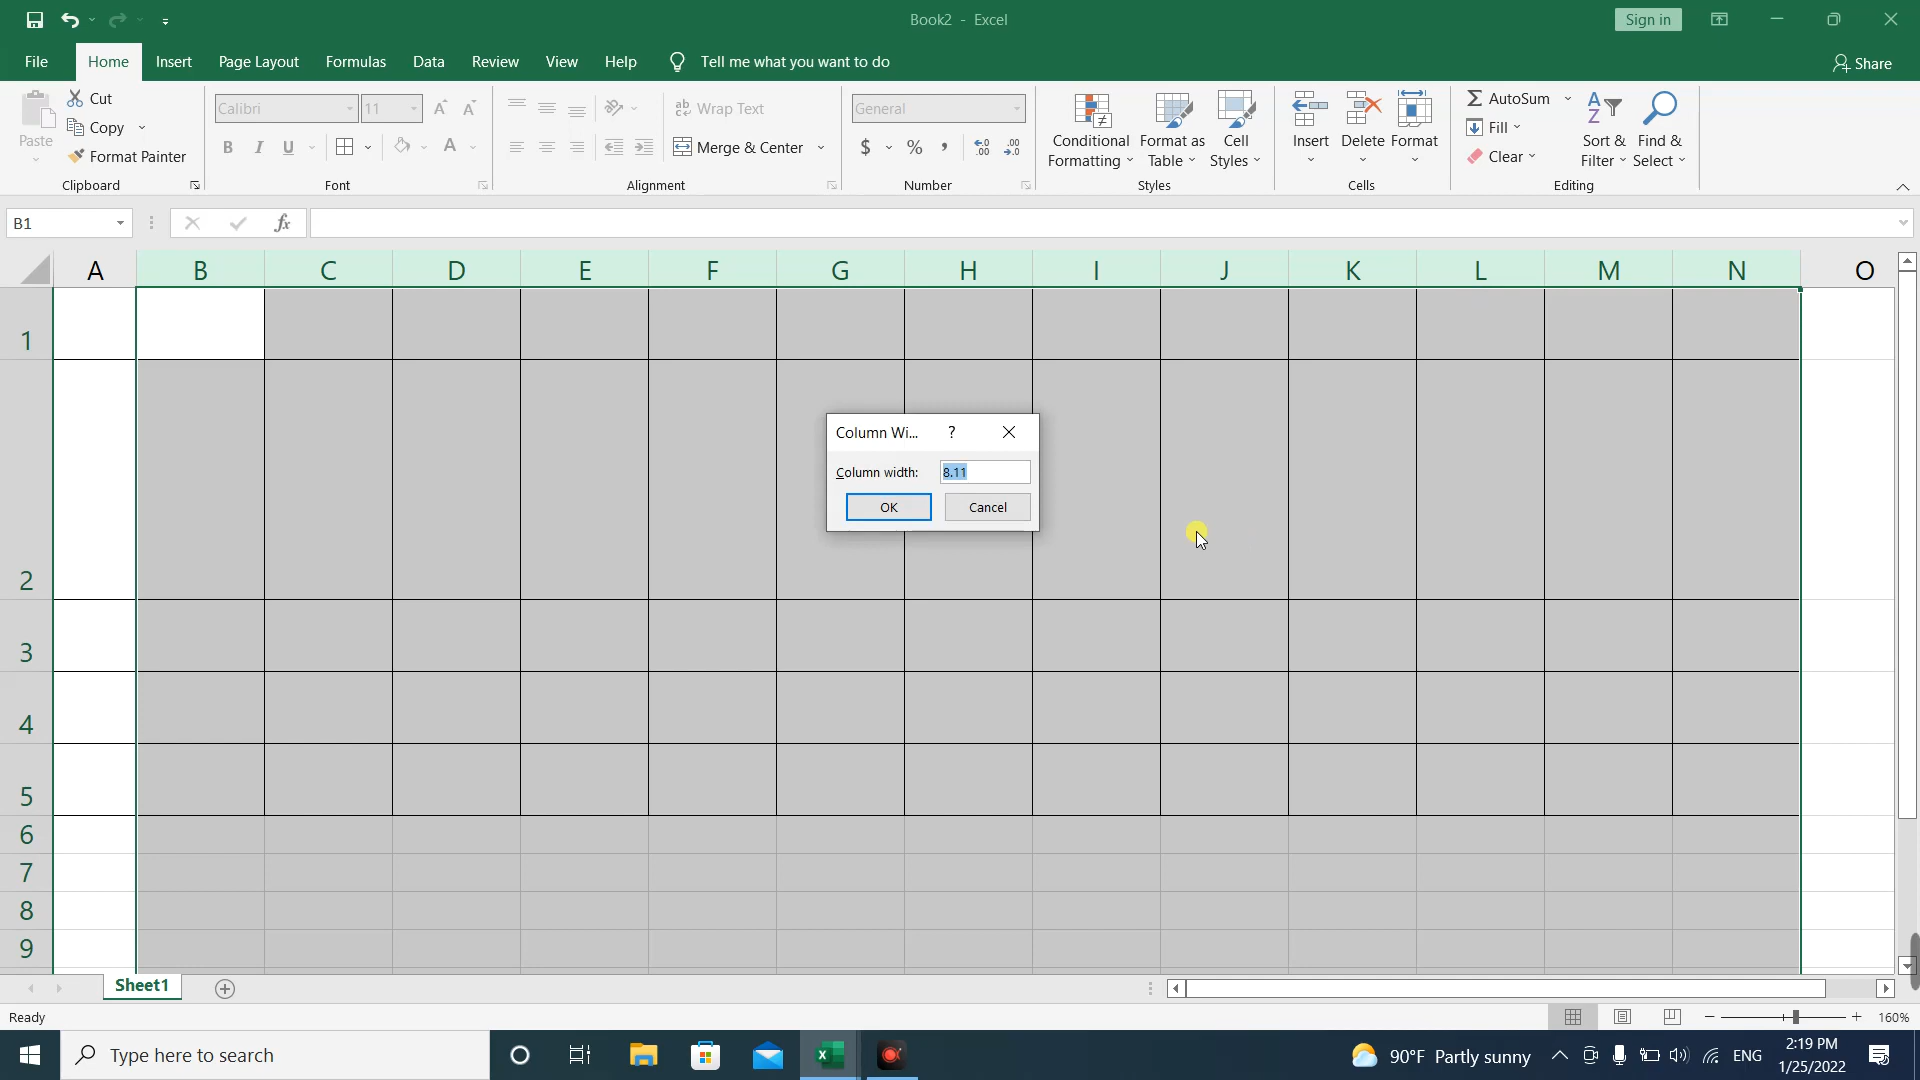 Book2 - Excel
Sign in
File Home Insert Page Layout Formulas Data Review View Help Tell me what you want to do Share
Paste
Cut
Copy
Format Painter
Clipboard
Calibri 11
B I U
Font
Wrap Text
Merge & Center
Alignment
General
$ % ,
Number
Conditional Formatting
Format as Table
Cell Styles
Styles
Insert Delete Format
Cells
AutoSum
Fill
Clear
Sort & Filter
Find & Select
Editing
B1
fx
A B C D E F G H I J K L M N O
1
2
3
4
5
6
7
8
9
Column Wi... ?
Column width: 8.11
OK Cancel
Sheet1
Ready
160%
Type here to search
90°F Partly sunny
ENG
2:19 PM
1/25/2022